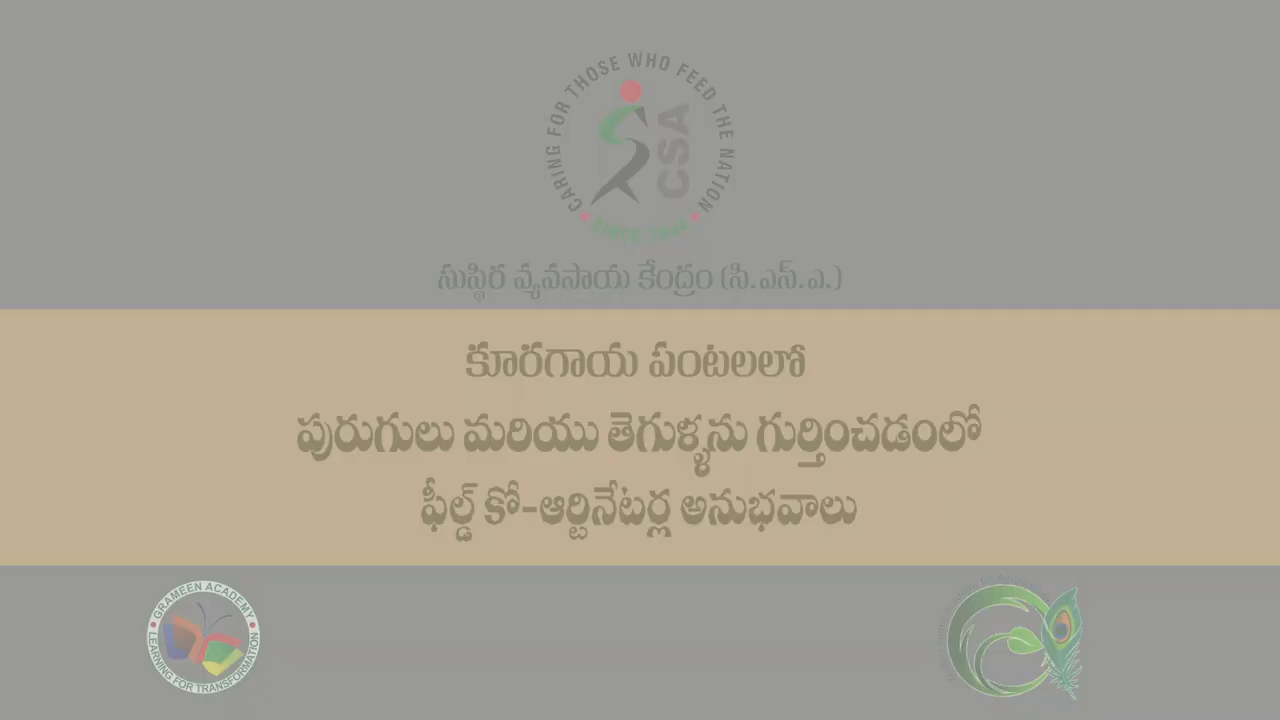 CARING FOR THOSE WHO FEED THE NATION
CSA
సుస్థిర వ్యవసాయ కేంద్రం (సి.ఎస్.ఎ.)
కూరగాయ పంటలలో
పురుగులు మరియు తెగుళ్ళను గుర్తించడంలో
ఫీల్డ్ కో-ఆర్టినేటర్ల అనుభవాలు
GRAMEEN ACADEMY
LEARNING FOR TRANSFORMATION